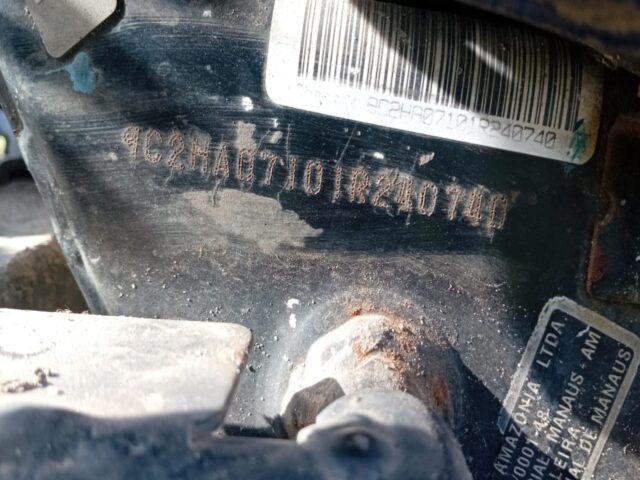 9C2HA07101R240740
9C2HA07101R240740
AMAZONIA LTDA.
MANAUS - AM
DE MANAUS